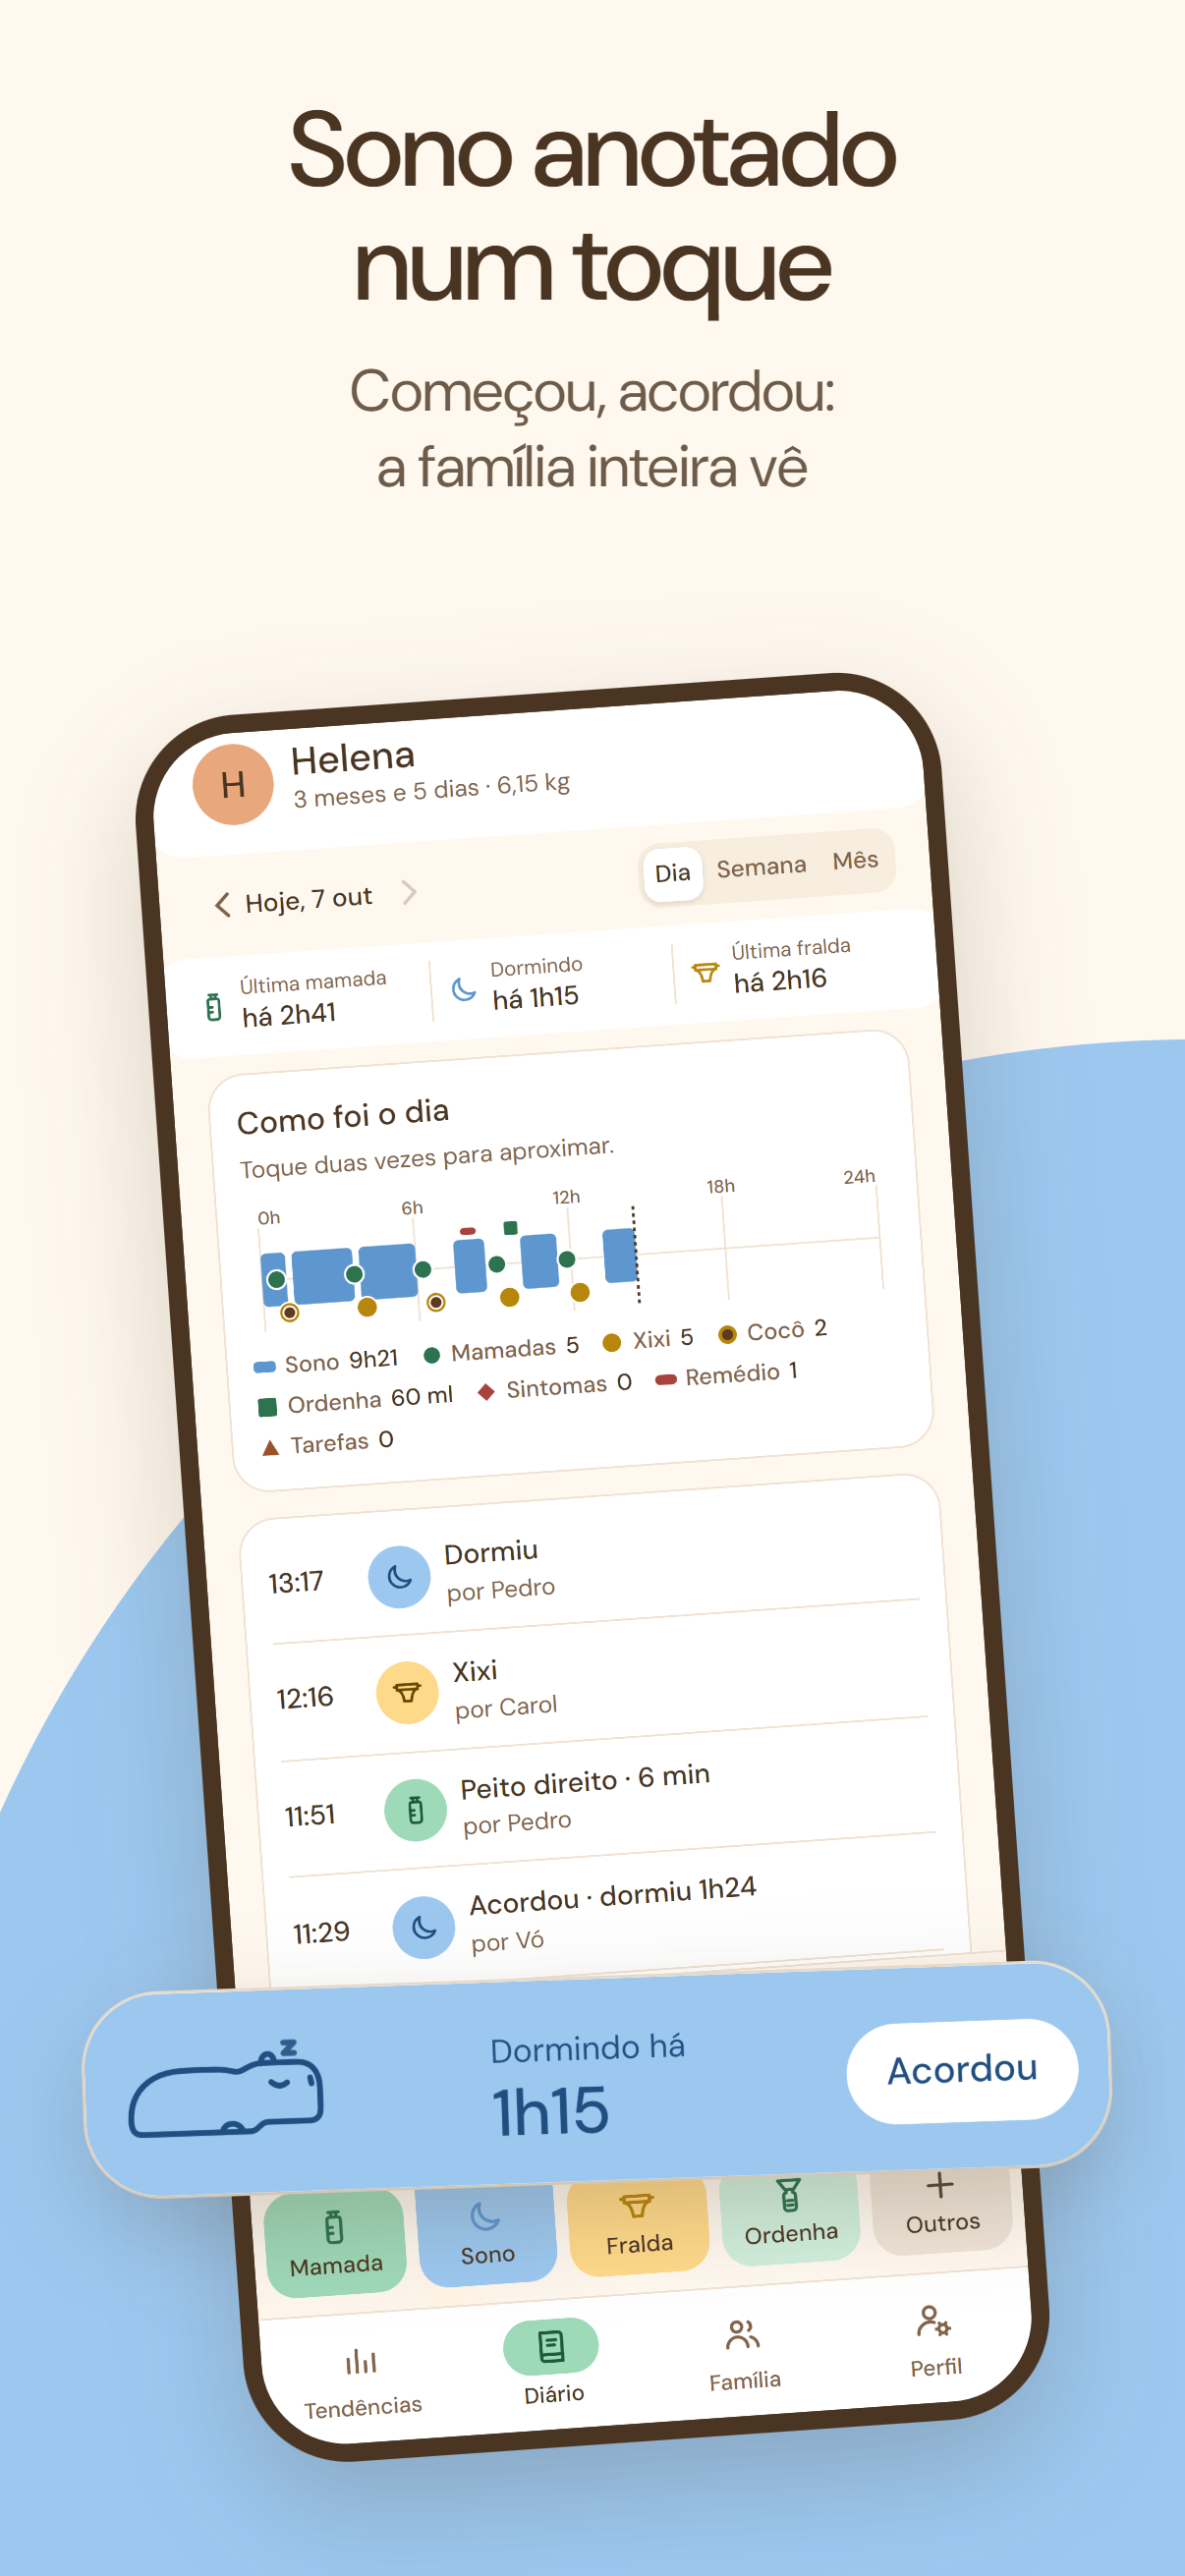 Sono anotado
num toque
Começou, acordou:
a família inteira vê
H
Helena
3 meses e 5 dias · 6,15 kg
Hoje, 7 out
Dia Semana Mês
Última mamada
há 2h41
Dormindo
há 1h15
Última fralda
há 2h16
Como foi o dia
Toque duas vezes para aproximar.
0h 6h 12h 18h 24h
Sono 9h21 Mamadas 5 Xixi 5 Cocô 2
Ordenha 60 ml Sintomas 0 Remédio 1
Tarefas 0
13:17
Dormiu
por Pedro
12:16
Xixi
por Carol
11:51
Peito direito · 6 min
por Pedro
11:29
Acordou · dormiu 1h24
por Vó
z
Dormindo há
1h15
Acordou
Mamada Sono Fralda Ordenha Outros
Tendências Diário Família Perfil